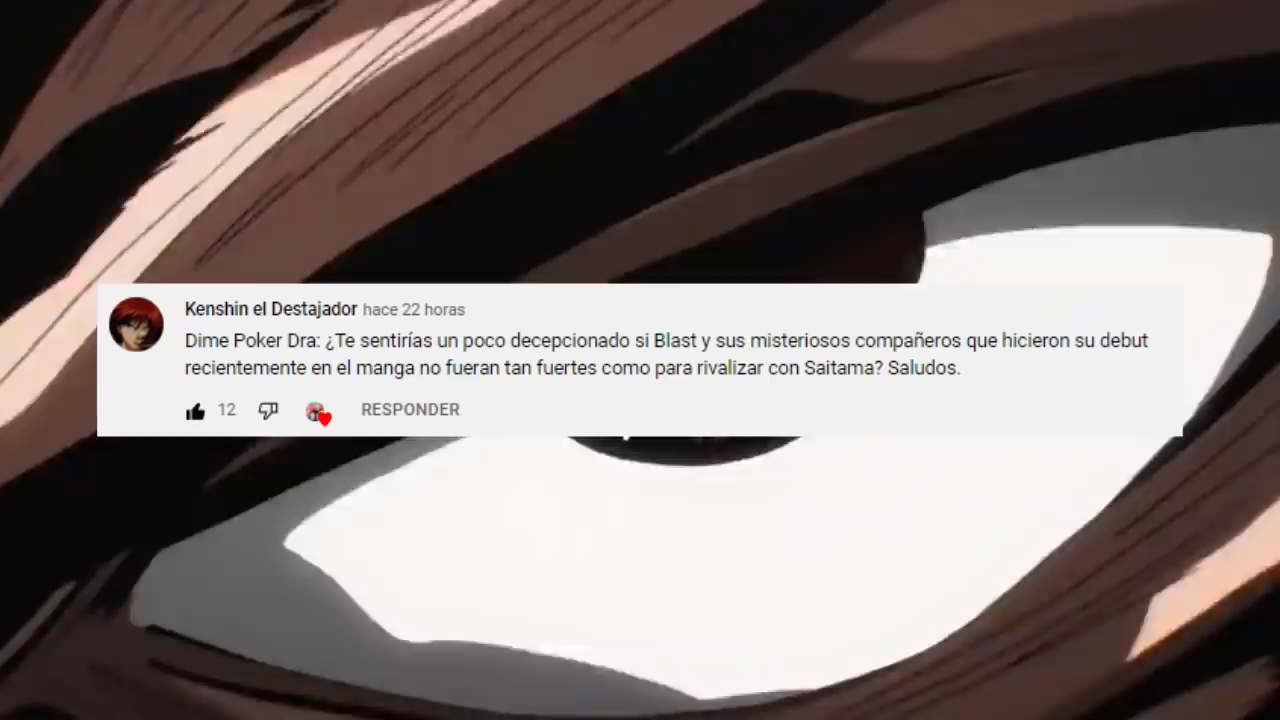 Kenshin el Destajador hace 22 horas
Dime Poker Dra: ¿Te sentirías un poco decepcionado si Blast y sus misteriosos compañeros que hicieron su debut
recientemente en el manga no fueran tan fuertes como para rivalizar con Saitama? Saludos.
12 RESPONDER